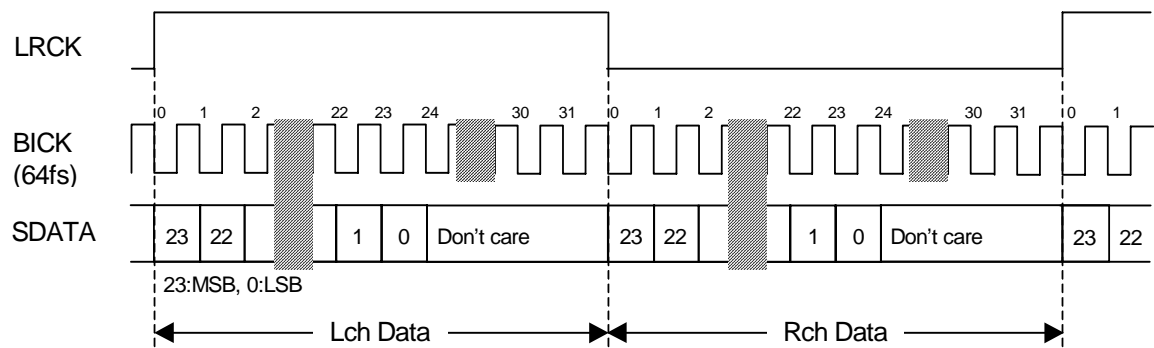 LRCK
0 1 2 22 23 24 30 31 0 1 2 22 23 24 30 31 0 1
BICK
(64fs)
SDATA 23 22 1 0 Don't care 23 22 1 0 Don't care 23 22
23:MSB, 0:LSB
Lch Data Rch Data